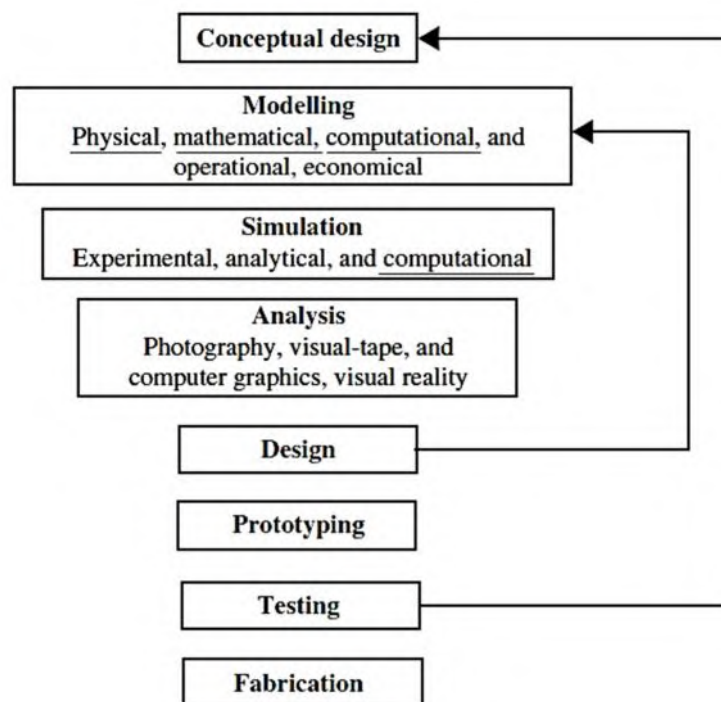 Conceptual design
Modelling
Physical, mathematical, computational, and
operational, economical
Simulation
Experimental, analytical, and computational
Analysis
Photography, visual-tape, and
computer graphics, visual reality
Design
Prototyping
Testing
Fabrication